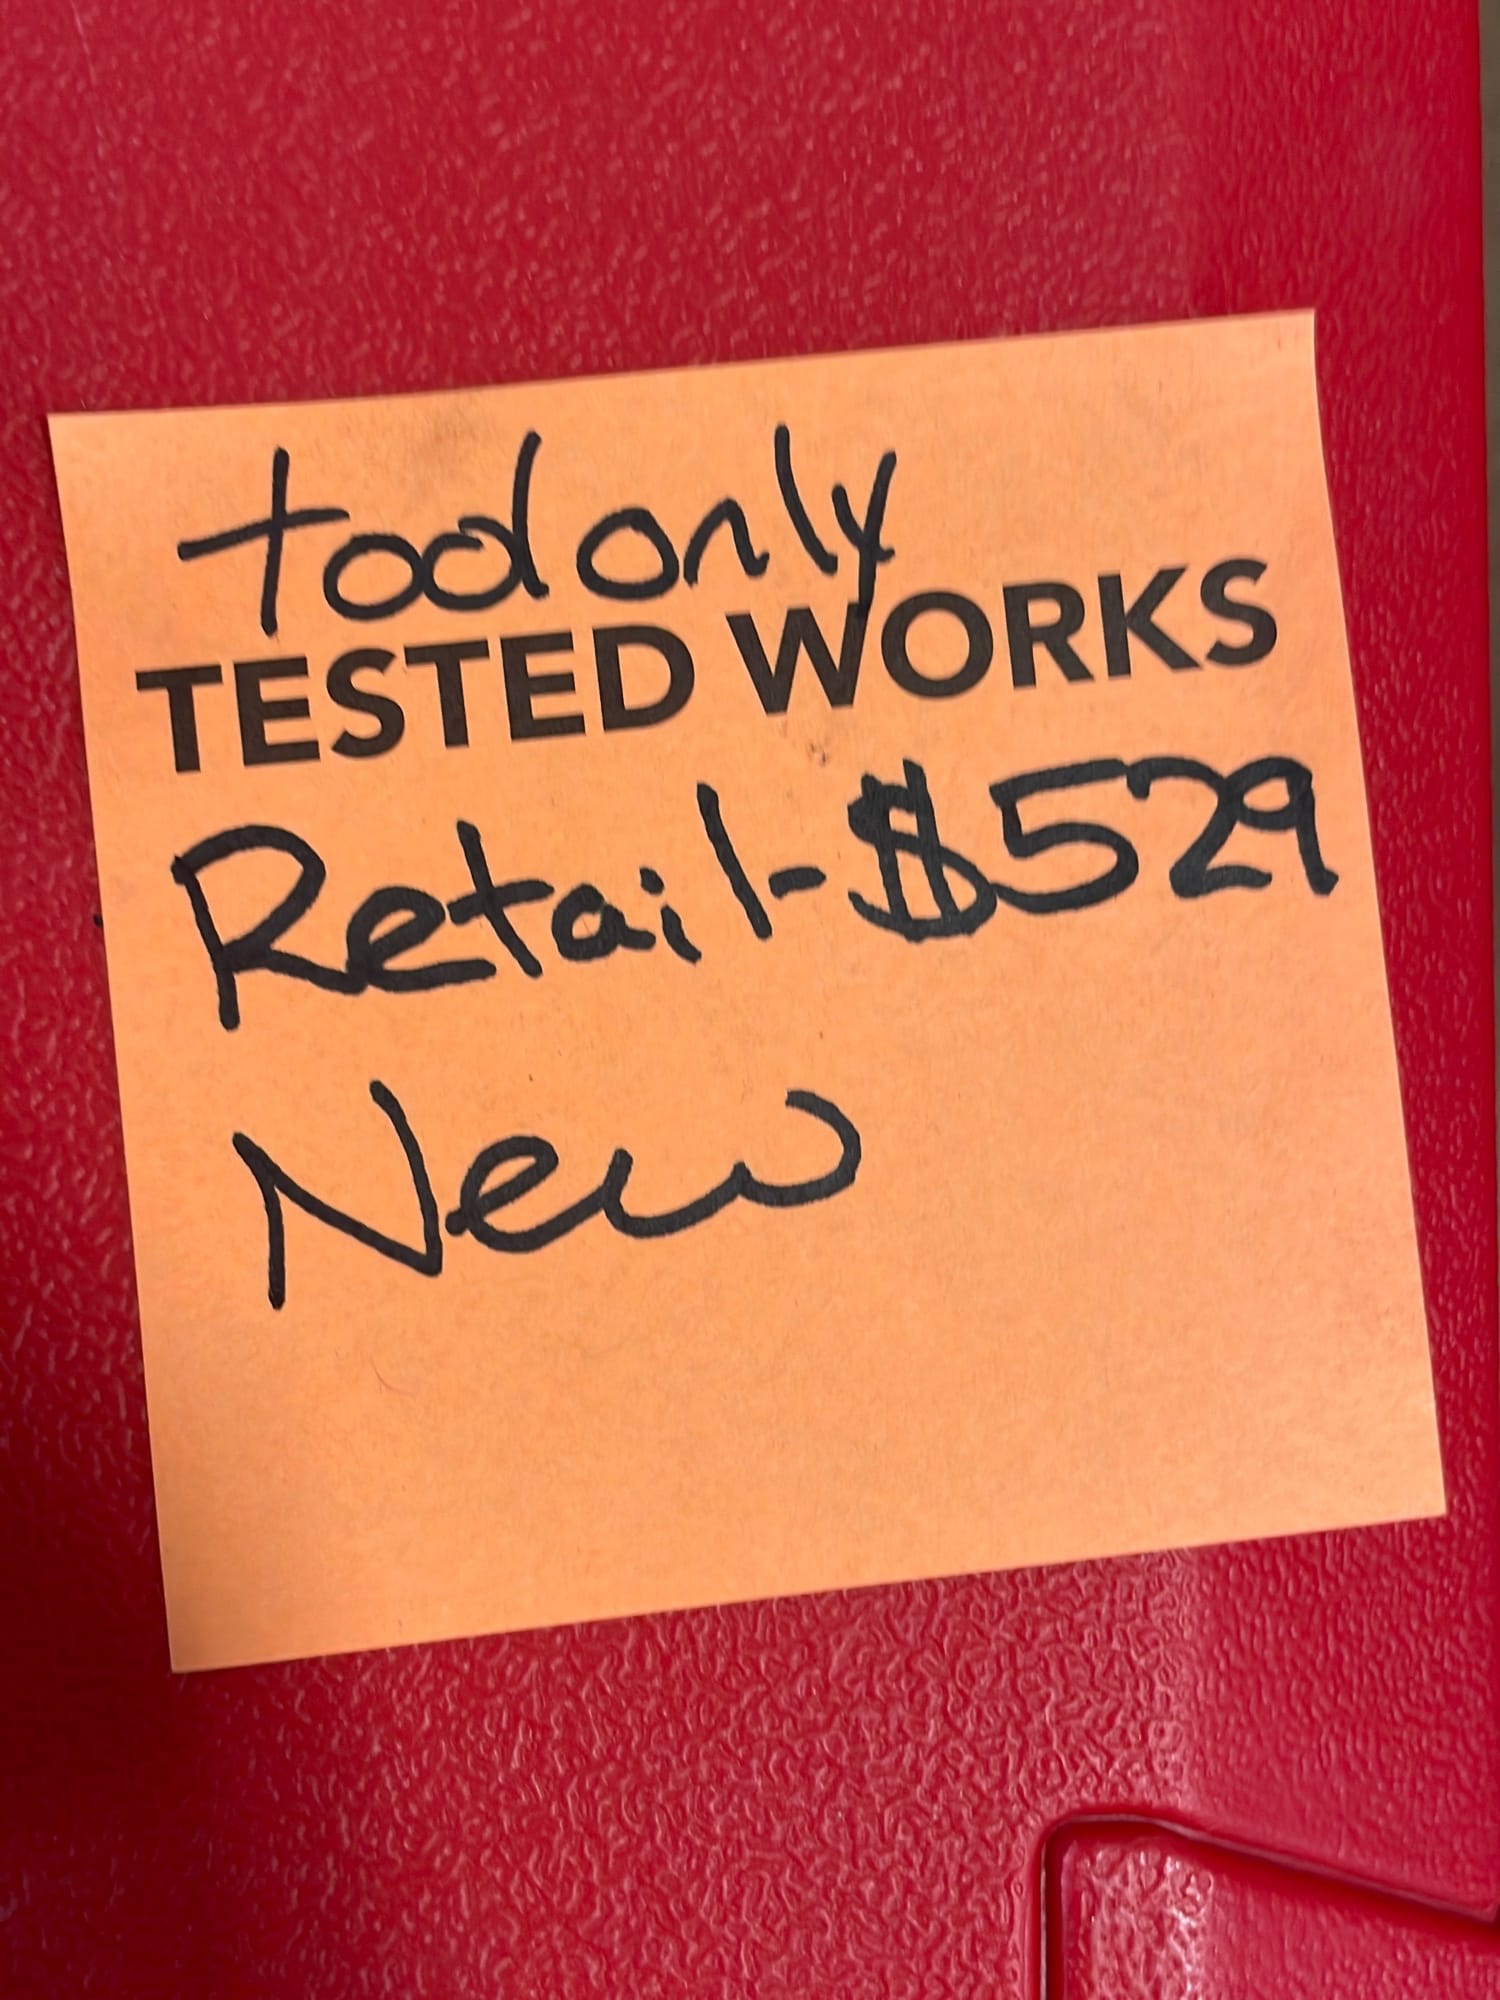 tool only
TESTED WORKS
Retail-$529
New